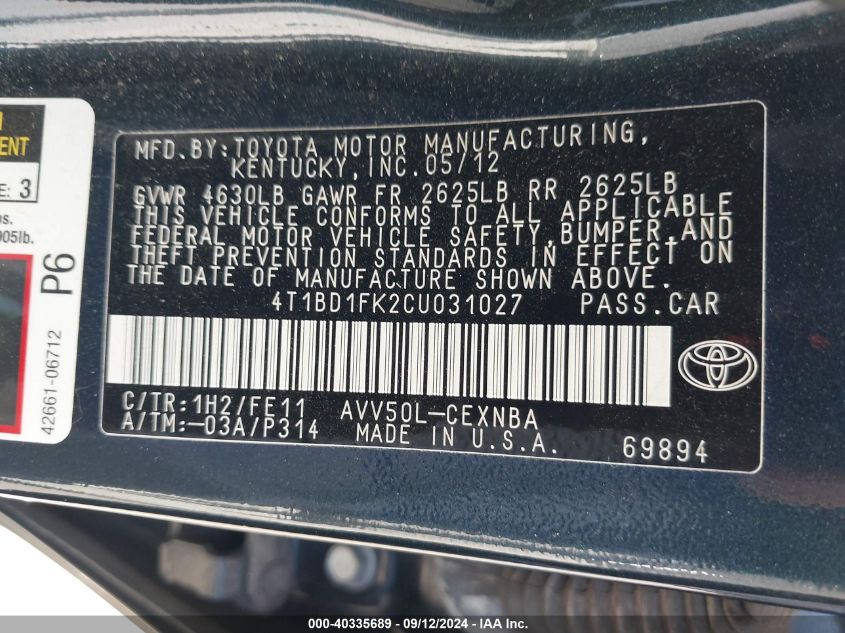 MFD.BY:TOYOTA MOTOR MANUFACTURING,
KENTUCKY, INC. 05/12
GVWR 4630LB GAWR FR 2625LB RR 2625LB
THIS VEHICLE CONFORMS TO ALL APPLICABLE
FEDERAL MOTOR VEHICLE SAFETY, BUMPER, AND
THEFT PREVENTION STANDARDS IN EFFECT ON
THE DATE OF MANUFACTURE SHOWN ABOVE.
4T1BD1FK2CU031027 PASS.CAR
C/TR:1H2/FE11 AVV50L-CEXNBA
A/TM:-03A/P314 MADE IN U.S.A. 69894
ENT
E: 3
905lb.
P6
42661-06712
000-40335689 - 09/12/2024 - IAA Inc.